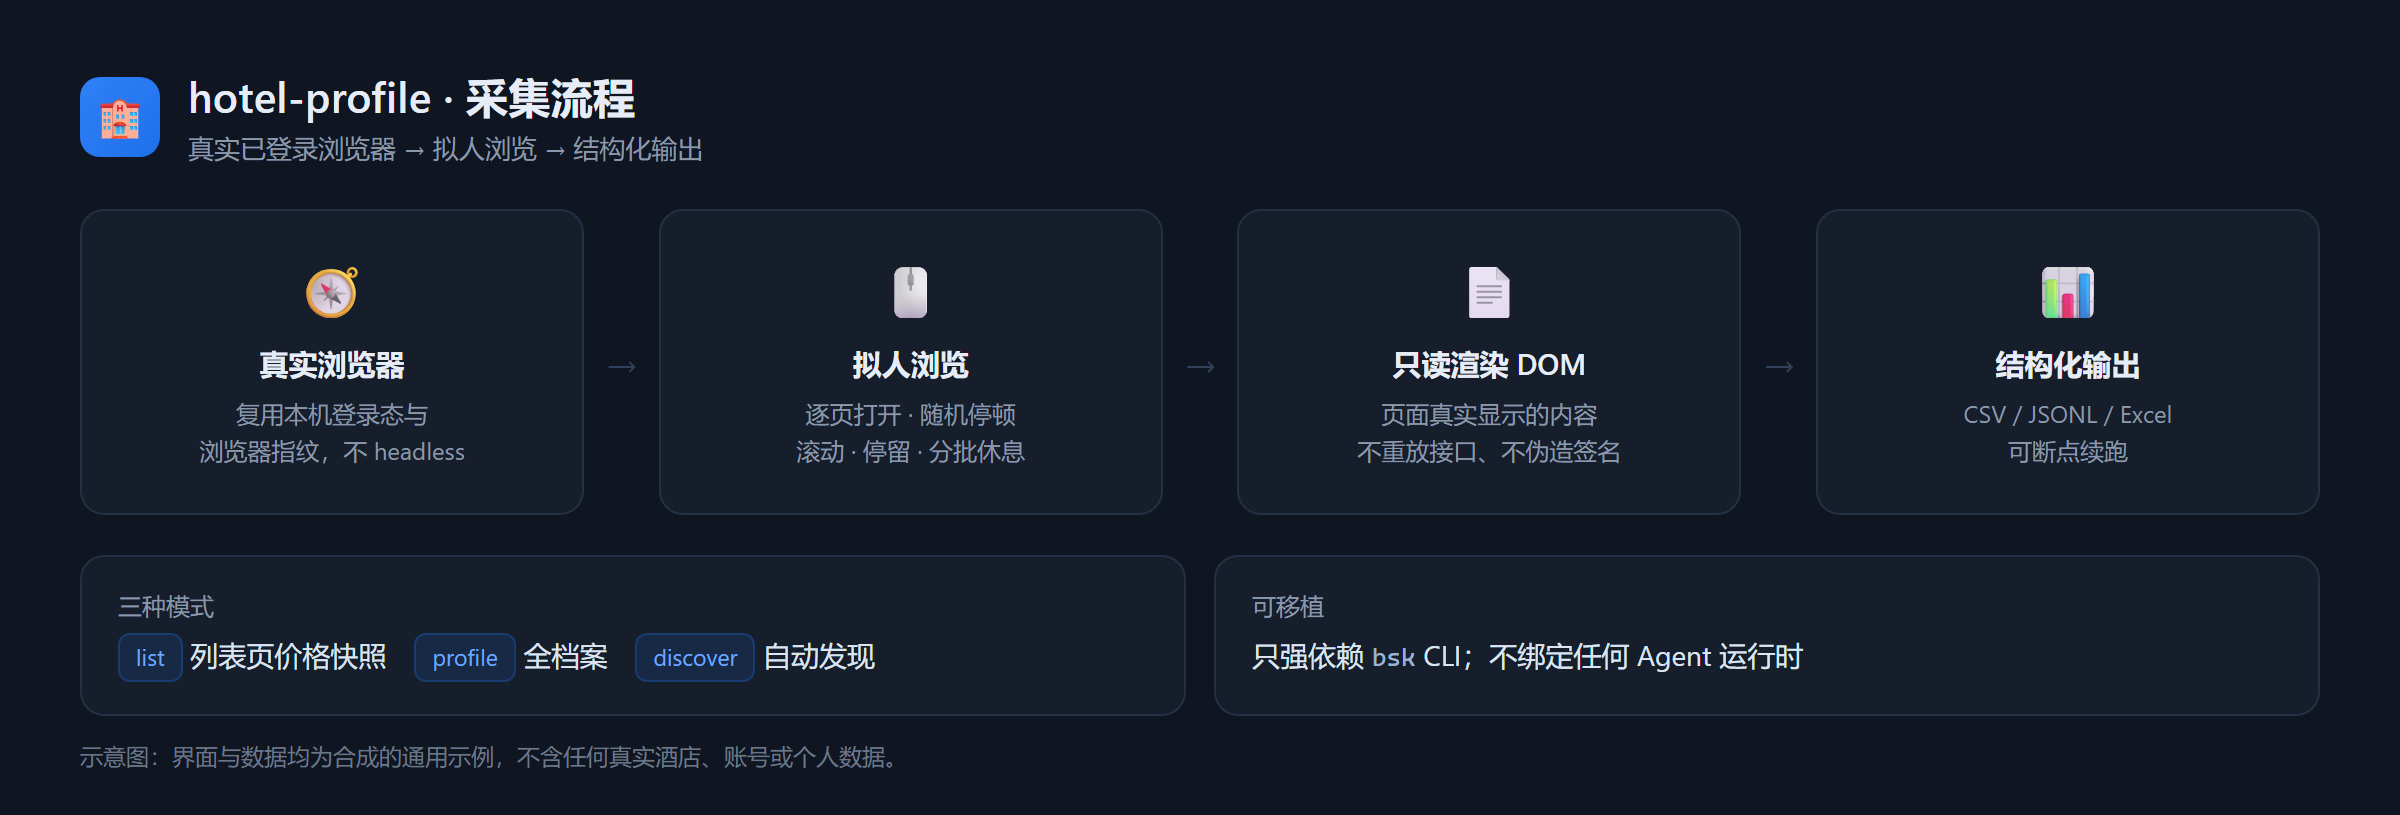 hotel-profile · 采集流程
真实已登录浏览器 → 拟人浏览 → 结构化输出
真实浏览器
复用本机登录态与
浏览器指纹，不 headless
→
拟人浏览
逐页打开 · 随机停顿
滚动 · 停留 · 分批休息
→
只读渲染 DOM
页面真实显示的内容
不重放接口、不伪造签名
→
结构化输出
CSV / JSONL / Excel
可断点续跑
三种模式
list 列表页价格快照 profile 全档案 discover 自动发现
可移植
只强依赖 bsk CLI；不绑定任何 Agent 运行时
示意图：界面与数据均为合成的通用示例，不含任何真实酒店、账号或个人数据。